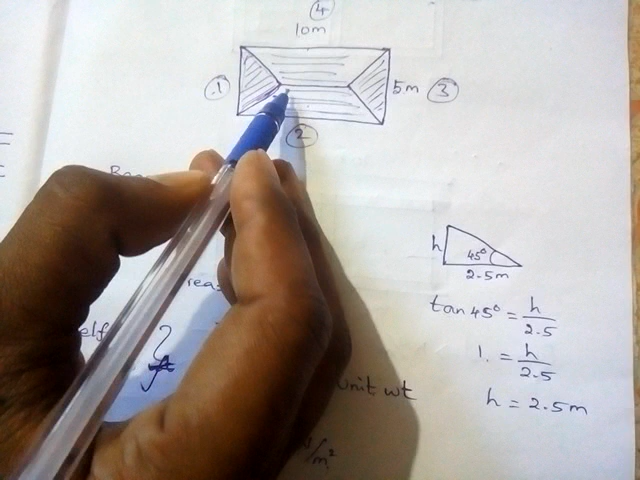 4
10m
1
5m 3
2
h 45°
2.5m
tan 45° = h/2.5
1. = h/2.5
h = 2.5m
unit wt
/m²